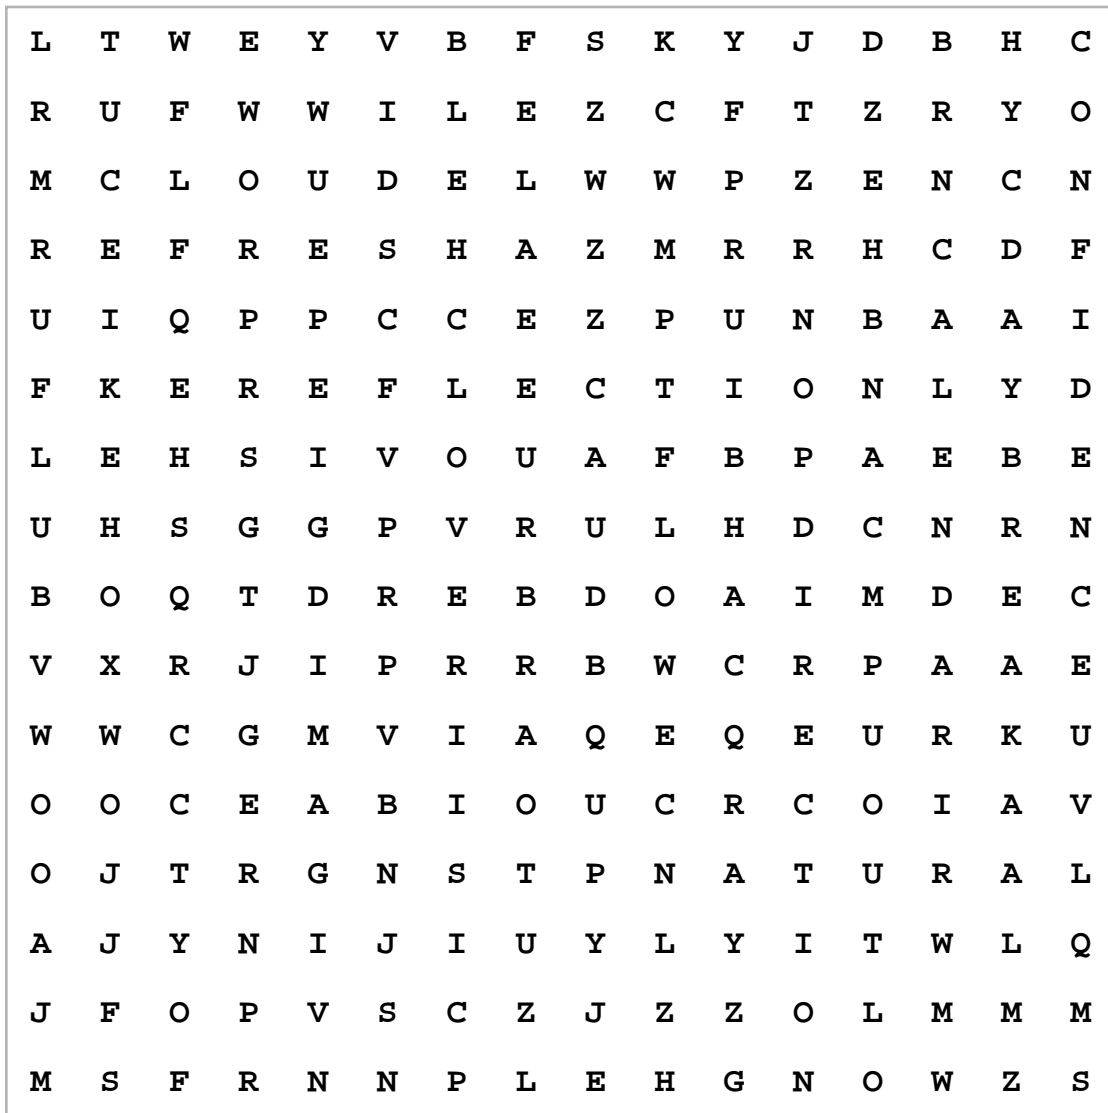 L T W E Y V B F S K Y J D B H C
R U F W W I L E Z C F T Z R Y O
M C L O U D E L W W P Z E N C N
R E F R E S H A Z M R R H C D F
U I Q P P C C E Z P U N B A A I
F K E R E F L E C T I O N L Y D
L E H S I V O U A F B P A E B E
U H S G G P V R U L H D C N R N
B O Q T D R E B D O A I M D E C
V X R J I P R R B W C R P A A E
W W C G M V I A Q E Q E U R K U
O O C E A B I O U C R C O I A V
O J T R G N S T P N A T U R A L
A J Y N I J I U Y L Y I T W L Q
J F O P V S C Z J Z Z O L M M M
M S F R N N P L E H G N O W Z S